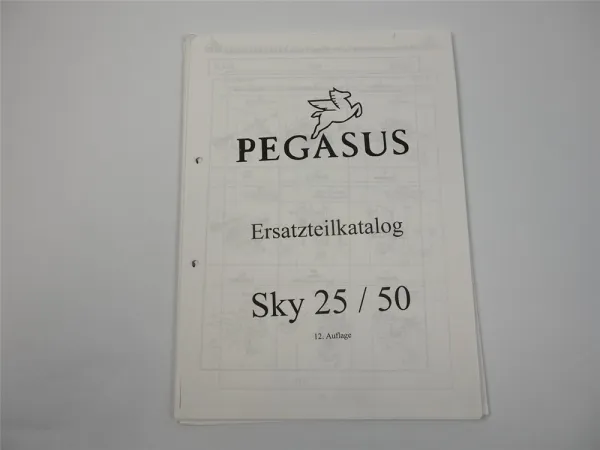 PEGASUS
Ersatzteilkatalog
Sky 25 / 50
12. Auflage